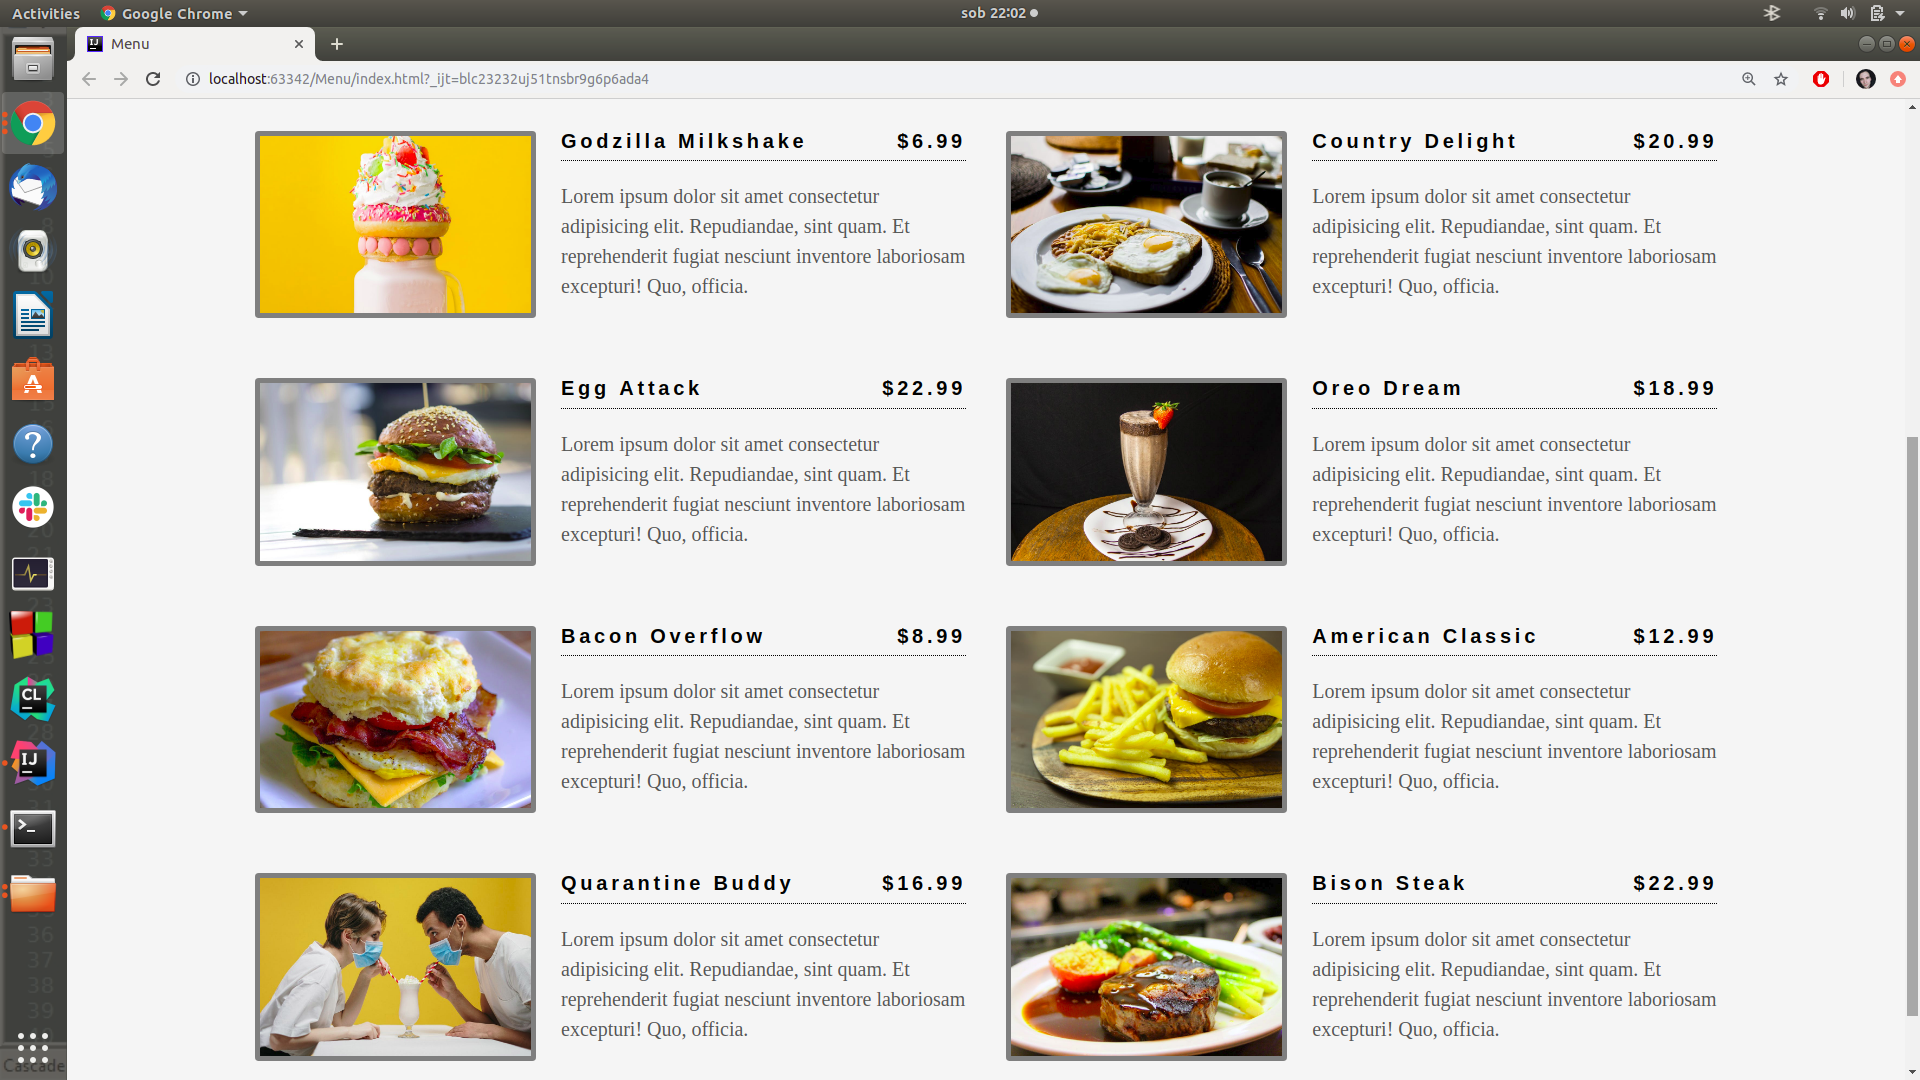 Activities
Google Chrome
sob 22:02
Menu
localhost:63342/Menu/index.html?_ijt=blc23232uj51tnsbr9g6p6ada4
Godzilla Milkshake $6.99
Lorem ipsum dolor sit amet consectetur
adipisicing elit. Repudiandae, sint quam. Et
reprehenderit fugiat nesciunt inventore laboriosam
excepturi! Quo, officia.
Country Delight $20.99
Lorem ipsum dolor sit amet consectetur
adipisicing elit. Repudiandae, sint quam. Et
reprehenderit fugiat nesciunt inventore laboriosam
excepturi! Quo, officia.
Egg Attack $22.99
Lorem ipsum dolor sit amet consectetur
adipisicing elit. Repudiandae, sint quam. Et
reprehenderit fugiat nesciunt inventore laboriosam
excepturi! Quo, officia.
Oreo Dream $18.99
Lorem ipsum dolor sit amet consectetur
adipisicing elit. Repudiandae, sint quam. Et
reprehenderit fugiat nesciunt inventore laboriosam
excepturi! Quo, officia.
Bacon Overflow $8.99
Lorem ipsum dolor sit amet consectetur
adipisicing elit. Repudiandae, sint quam. Et
reprehenderit fugiat nesciunt inventore laboriosam
excepturi! Quo, officia.
American Classic $12.99
Lorem ipsum dolor sit amet consectetur
adipisicing elit. Repudiandae, sint quam. Et
reprehenderit fugiat nesciunt inventore laboriosam
excepturi! Quo, officia.
Quarantine Buddy $16.99
Lorem ipsum dolor sit amet consectetur
adipisicing elit. Repudiandae, sint quam. Et
reprehenderit fugiat nesciunt inventore laboriosam
excepturi! Quo, officia.
Bison Steak $22.99
Lorem ipsum dolor sit amet consectetur
adipisicing elit. Repudiandae, sint quam. Et
reprehenderit fugiat nesciunt inventore laboriosam
excepturi! Quo, officia.
CL
IJ
33
36
37
38
39
Cascade